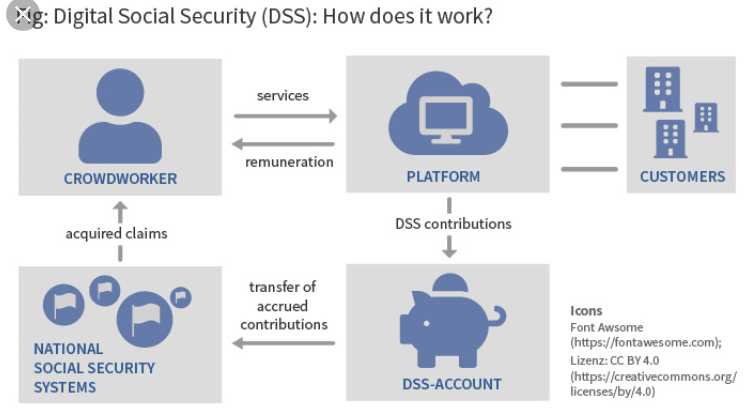 Fig: Digital Social Security (DSS): How does it work?
services
remuneration
CROWDWORKER
PLATFORM
CUSTOMERS
acquired claims
DSS contributions
transfer of
accrued
contributions
NATIONAL
SOCIAL SECURITY
SYSTEMS
DSS-ACCOUNT
Icons
Font Awsome
(https://fontawesome.com);
Lizenz: CC BY 4.0
(https://creativecommons.org/
licenses/by/4.0)